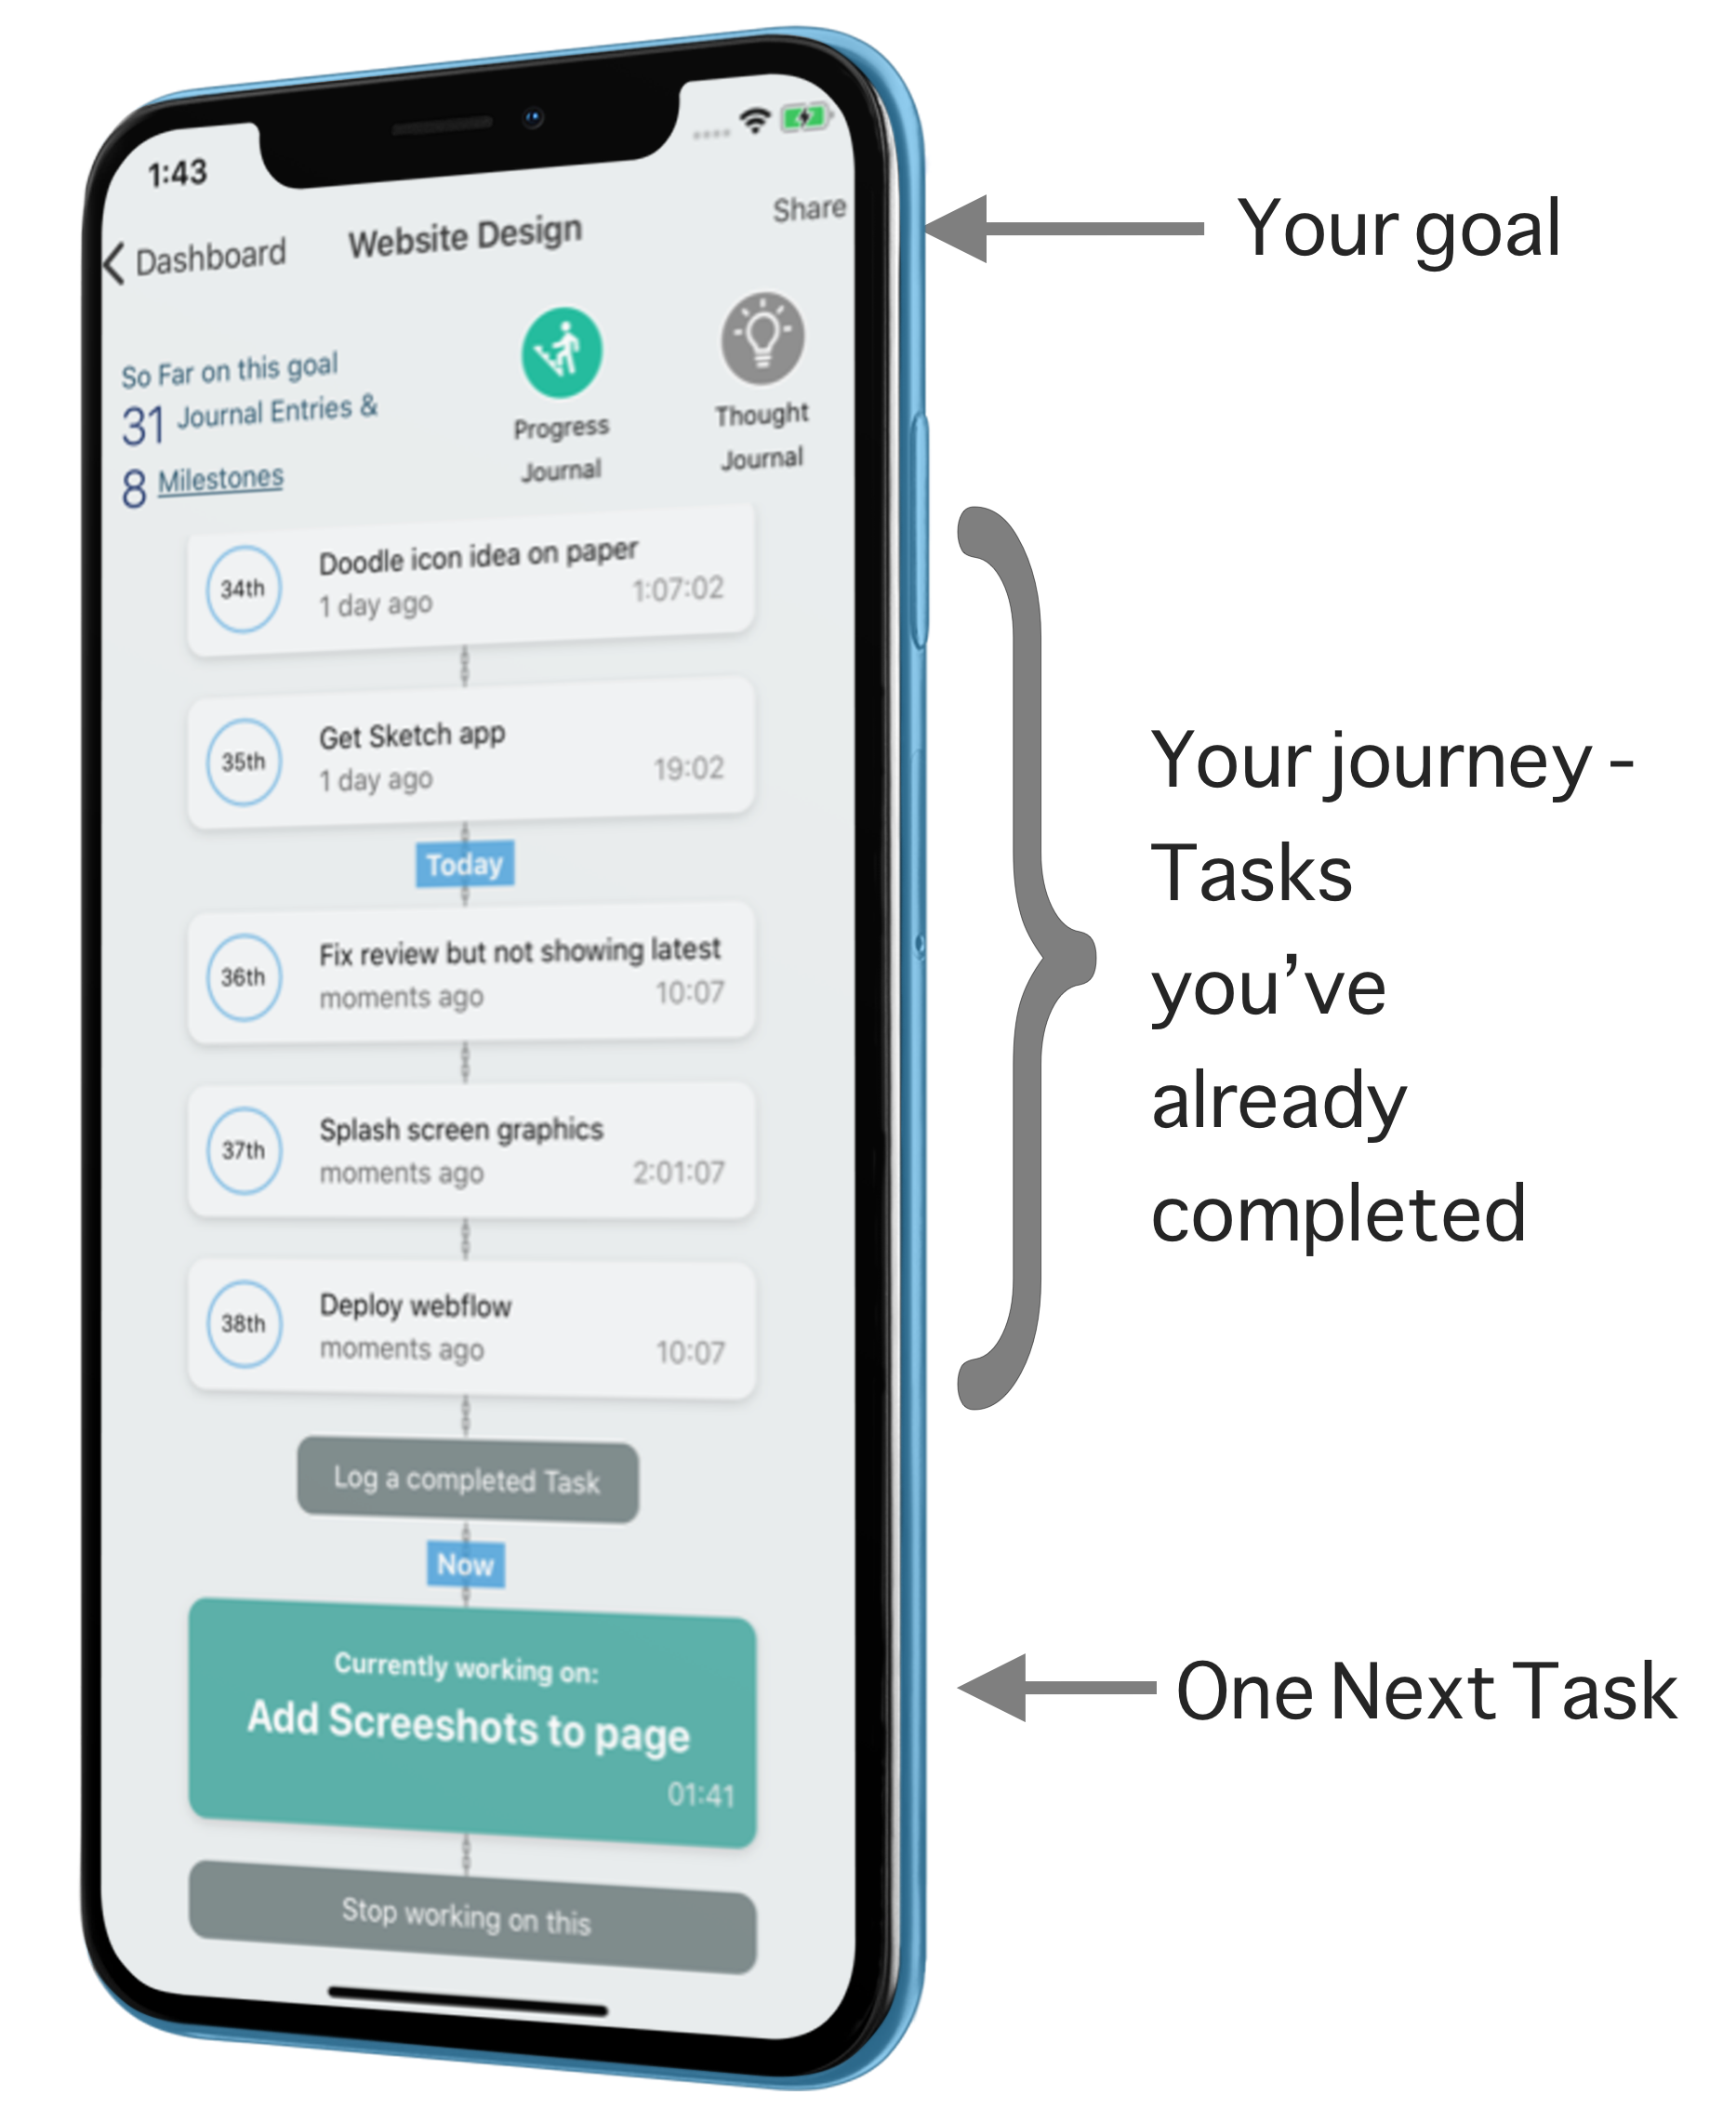 1:43
Dashboard
Website Design
Share
So Far on this goal
31 Journal Entries &
8 Milestones
Progress
Journal
Thought
Journal
34th
Doodle icon idea on paper
1 day ago
1:07:02
35th
Get Sketch app
1 day ago
19:02
Today
36th
Fix review but not showing latest
moments ago
10:07
37th
Splash screen graphics
moments ago
2:01:07
38th
Deploy webflow
moments ago
10:07
Log a completed Task
Now
Currently working on:
Add Screeshots to page
01:41
Stop working on this
Your goal
Your journey -
Tasks
you’ve
already
completed
One Next Task